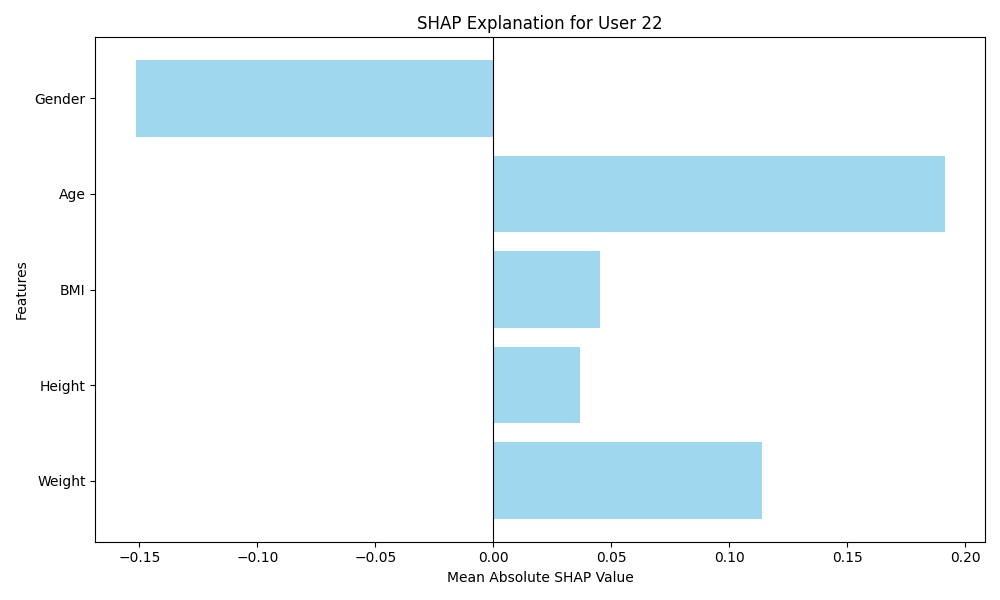 SHAP Explanation for User 22
Features
Gender
Age
BMI
Height
Weight
−0.15
−0.10
−0.05
0.00
0.05
0.10
0.15
0.20
Mean Absolute SHAP Value